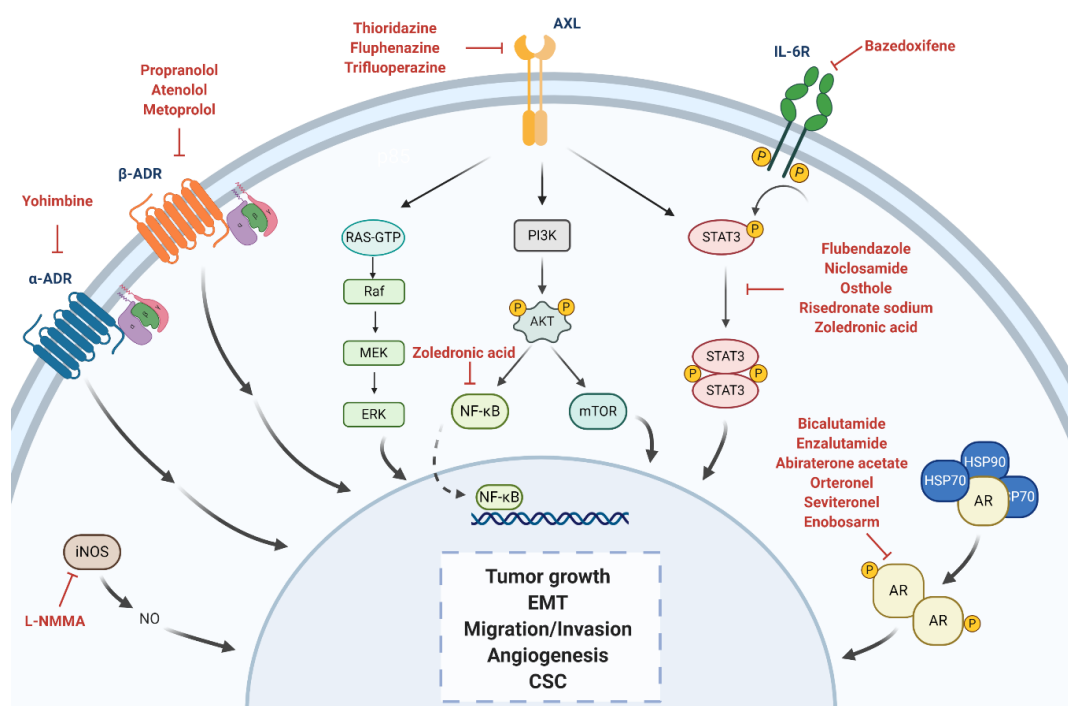 Thioridazine
Fluphenazine
Trifluoperazine
AXL
IL-6R
Bazedoxifene
Propranolol
Atenolol
Metoprolol
β-ADR
Yohimbine
α-ADR
P
P
RAS-GTP
Raf
MEK
ERK
PI3K
P
P
AKT
Zoledronic acid
NF-κB
mTOR
STAT3
P
Flubendazole
Niclosamide
Osthole
Risedronate sodium
Zoledronic acid
STAT3
P
P
STAT3
NF-κB
Bicalutamide
Enzalutamide
Abiraterone acetate
Orteronel
Seviteronel
Enobosarm
HSP90
HSP70
AR
SP70
P
AR
AR
P
iNOS
L-NMMA
NO
Tumor growth
EMT
Migration/Invasion
Angiogenesis
CSC